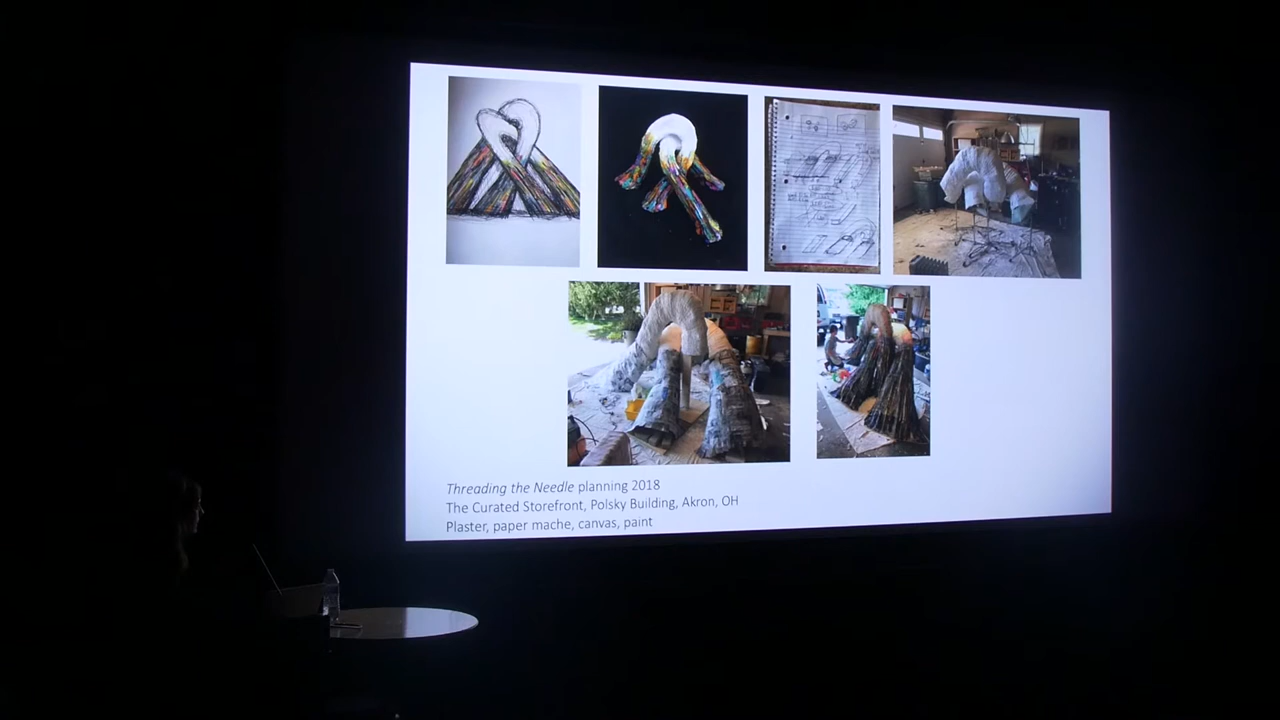 Threading the Needle planning 2018
The Curated Storefront, Polsky Building, Akron, OH
Plaster, paper mache, canvas, paint